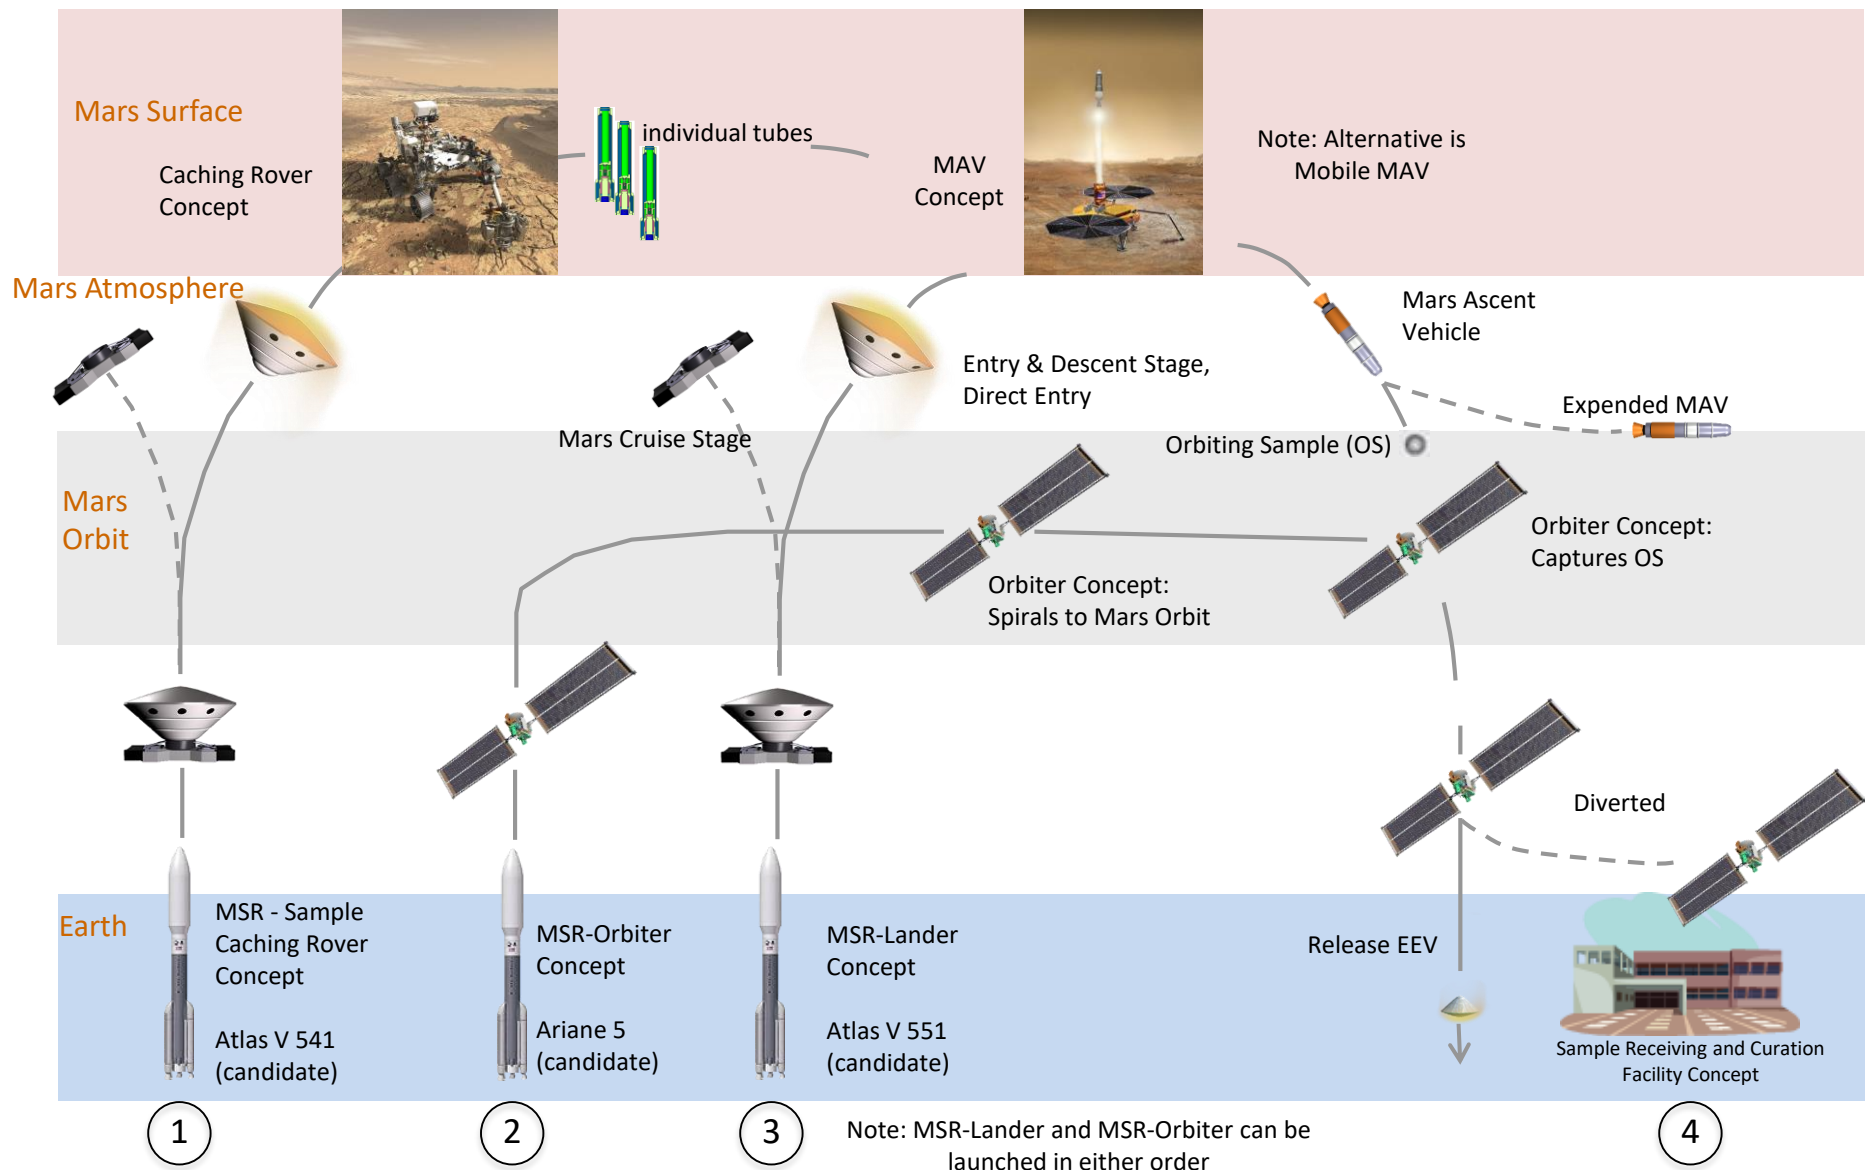 Mars Surface
Caching Rover
Concept
individual tubes
MAV
Concept
Note: Alternative is
Mobile MAV
Mars Atmosphere
Mars Ascent
Vehicle
Entry & Descent Stage,
Direct Entry
Expended MAV
Mars Cruise Stage
Orbiting Sample (OS)
Mars
Orbit
Orbiter Concept:
Captures OS
Orbiter Concept:
Spirals to Mars Orbit
Diverted
Earth
MSR - Sample
Caching Rover
Concept
Atlas V 541
(candidate)
MSR-Orbiter
Concept
Ariane 5
(candidate)
MSR-Lander
Concept
Atlas V 551
(candidate)
Release EEV
Sample Receiving and Curation
Facility Concept
1
2
3
Note: MSR-Lander and MSR-Orbiter can be
launched in either order
4